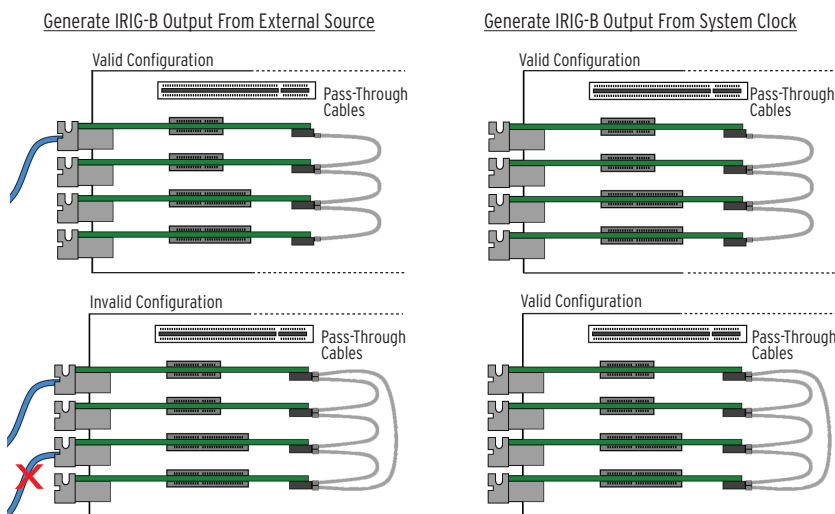 Generate IRIG-B Output From External Source
Valid Configuration
Pass-Through
Cables
Invalid Configuration
Pass-Through
Cables
Generate IRIG-B Output From System Clock
Valid Configuration
Pass-Through
Cables
Valid Configuration
Pass-Through
Cables